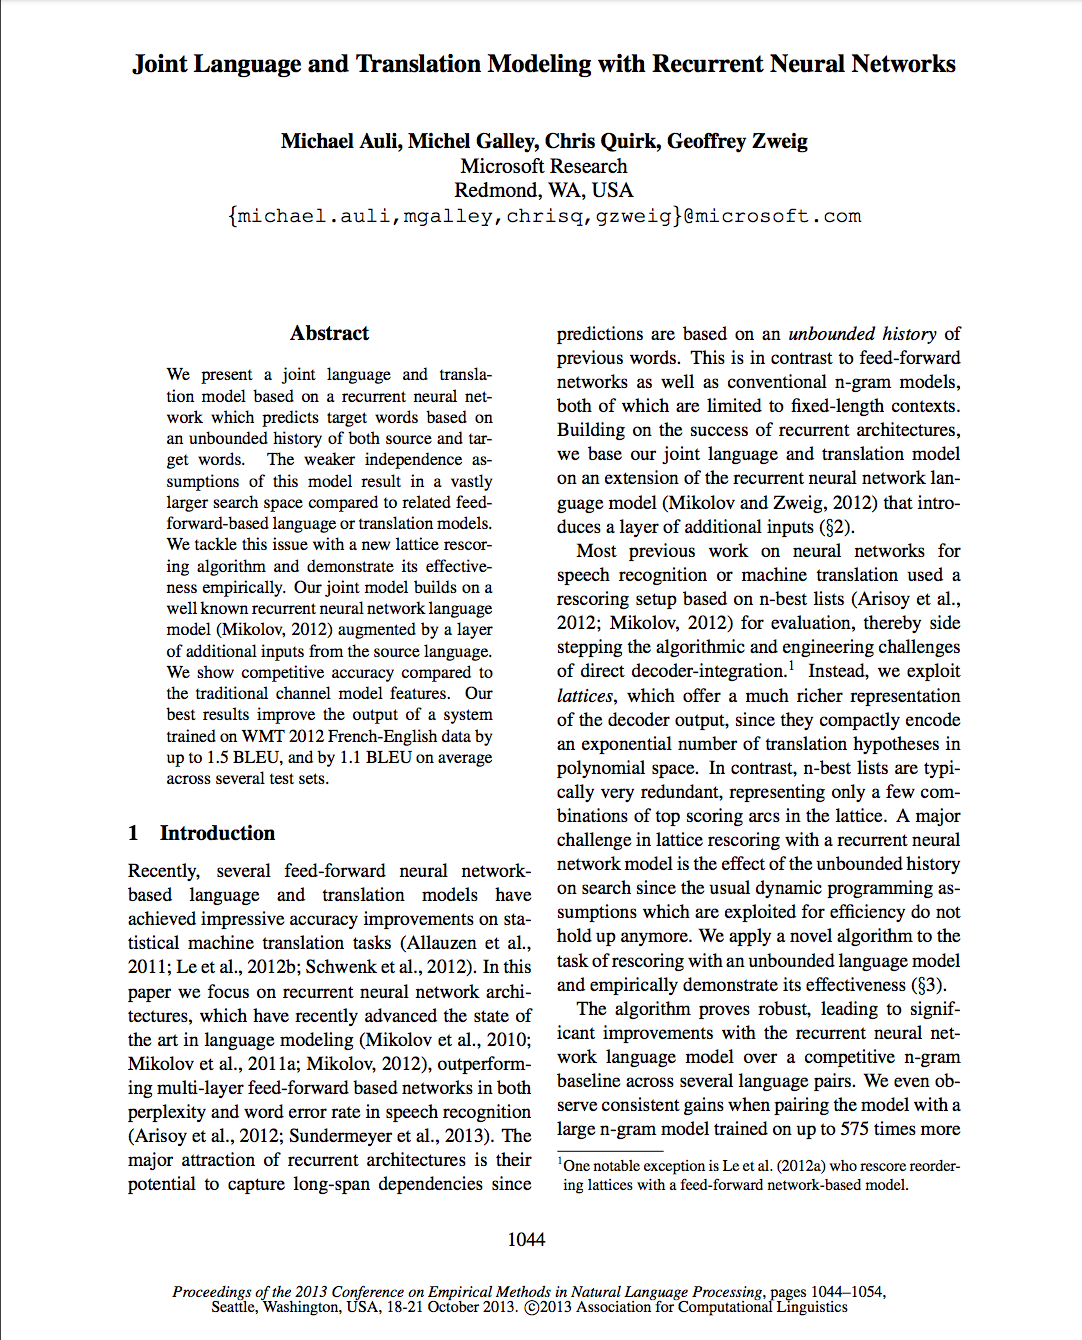 Joint Language and Translation Modeling with Recurrent Neural Networks
Michael Auli, Michel Galley, Chris Quirk, Geoffrey Zweig
Microsoft Research
Redmond, WA, USA
{michael.auli,mgalley,chrisq,gzweig}@microsoft.com
Abstract
We present a joint language and transla-
tion model based on a recurrent neural net-
work which predicts target words based on
an unbounded history of both source and tar-
get words. The weaker independence as-
sumptions of this model result in a vastly
larger search space compared to related feed-
forward-based language or translation models.
We tackle this issue with a new lattice rescor-
ing algorithm and demonstrate its effective-
ness empirically. Our joint model builds on a
well known recurrent neural network language
model (Mikolov, 2012) augmented by a layer
of additional inputs from the source language.
We show competitive accuracy compared to
the traditional channel model features. Our
best results improve the output of a system
trained on WMT 2012 French-English data by
up to 1.5 BLEU, and by 1.1 BLEU on average
across several test sets.
1 Introduction
Recently, several feed-forward neural network-
based language and translation models have
achieved impressive accuracy improvements on sta-
tistical machine translation tasks (Allauzen et al.,
2011; Le et al., 2012b; Schwenk et al., 2012). In this
paper we focus on recurrent neural network archi-
tectures, which have recently advanced the state of
the art in language modeling (Mikolov et al., 2010;
Mikolov et al., 2011a; Mikolov, 2012), outperform-
ing multi-layer feed-forward based networks in both
perplexity and word error rate in speech recognition
(Arisoy et al., 2012; Sundermeyer et al., 2013). The
major attraction of recurrent architectures is their
potential to capture long-span dependencies since
predictions are based on an unbounded history of
previous words. This is in contrast to feed-forward
networks as well as conventional n-gram models,
both of which are limited to fixed-length contexts.
Building on the success of recurrent architectures,
we base our joint language and translation model
on an extension of the recurrent neural network lan-
guage model (Mikolov and Zweig, 2012) that intro-
duces a layer of additional inputs (§2).
Most previous work on neural networks for
speech recognition or machine translation used a
rescoring setup based on n-best lists (Arisoy et al.,
2012; Mikolov, 2012) for evaluation, thereby side
stepping the algorithmic and engineering challenges
of direct decoder-integration.1 Instead, we exploit
lattices, which offer a much richer representation
of the decoder output, since they compactly encode
an exponential number of translation hypotheses in
polynomial space. In contrast, n-best lists are typi-
cally very redundant, representing only a few com-
binations of top scoring arcs in the lattice. A major
challenge in lattice rescoring with a recurrent neural
network model is the effect of the unbounded history
on search since the usual dynamic programming as-
sumptions which are exploited for efficiency do not
hold up anymore. We apply a novel algorithm to the
task of rescoring with an unbounded language model
and empirically demonstrate its effectiveness (§3).
The algorithm proves robust, leading to signif-
icant improvements with the recurrent neural net-
work language model over a competitive n-gram
baseline across several language pairs. We even ob-
serve consistent gains when pairing the model with a
large n-gram model trained on up to 575 times more
1One notable exception is Le et al. (2012a) who rescore reorder-
ing lattices with a feed-forward network-based model.
1044
Proceedings of the 2013 Conference on Empirical Methods in Natural Language Processing, pages 1044–1054,
Seattle, Washington, USA, 18-21 October 2013. ©2013 Association for Computational Linguistics